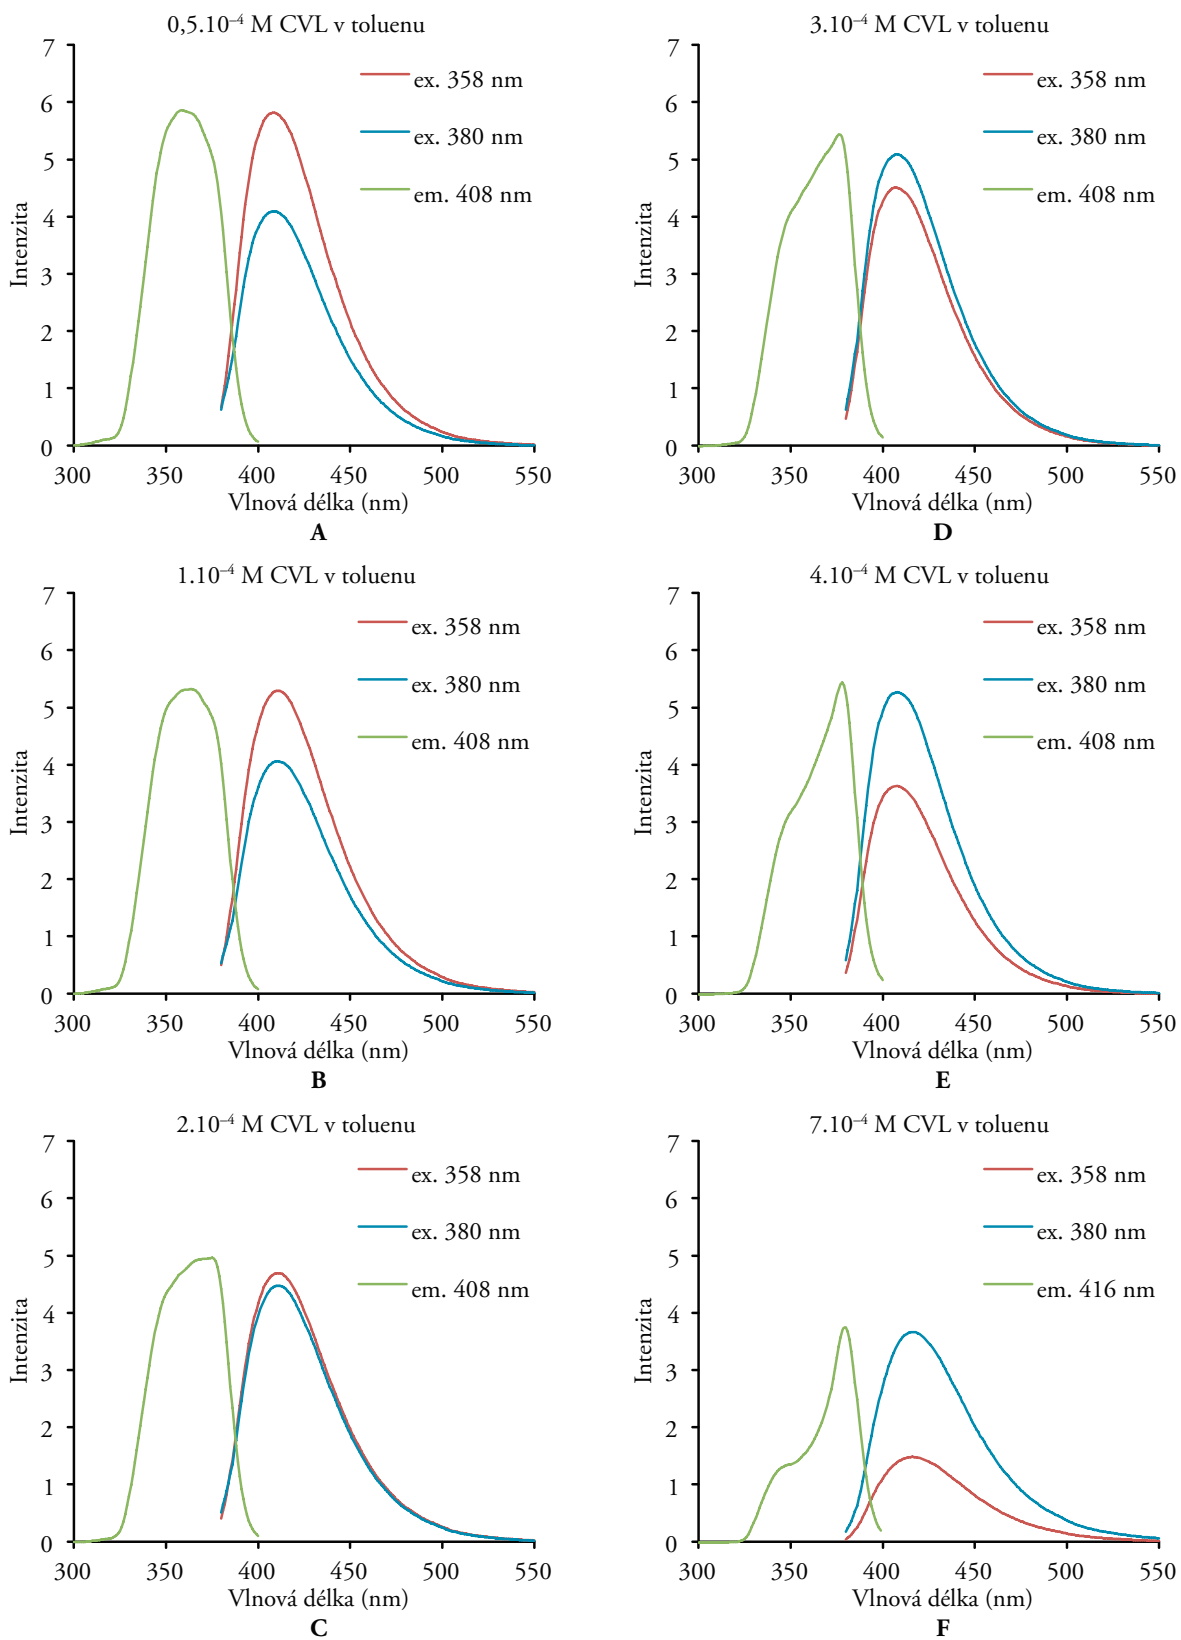 0,5.10⁻⁴ M CVL v toluenu
7
6
5
4
3
2
1
0
Intenzita
ex. 358 nm
ex. 380 nm
em. 408 nm
300 350 400 450 500 550
Vlnová délka (nm)
A
3.10⁻⁴ M CVL v toluenu
7
6
5
4
3
2
1
0
Intenzita
ex. 358 nm
ex. 380 nm
em. 408 nm
300 350 400 450 500 550
Vlnová délka (nm)
D
1.10⁻⁴ M CVL v toluenu
7
6
5
4
3
2
1
0
Intenzita
ex. 358 nm
ex. 380 nm
em. 408 nm
300 350 400 450 500 550
Vlnová délka (nm)
B
4.10⁻⁴ M CVL v toluenu
7
6
5
4
3
2
1
0
Intenzita
ex. 358 nm
ex. 380 nm
em. 408 nm
300 350 400 450 500 550
Vlnová délka (nm)
E
2.10⁻⁴ M CVL v toluenu
7
6
5
4
3
2
1
0
Intenzita
ex. 358 nm
ex. 380 nm
em. 408 nm
300 350 400 450 500 550
Vlnová délka (nm)
C
7.10⁻⁴ M CVL v toluenu
7
6
5
4
3
2
1
0
Intenzita
ex. 358 nm
ex. 380 nm
em. 416 nm
300 350 400 450 500 550
Vlnová délka (nm)
F